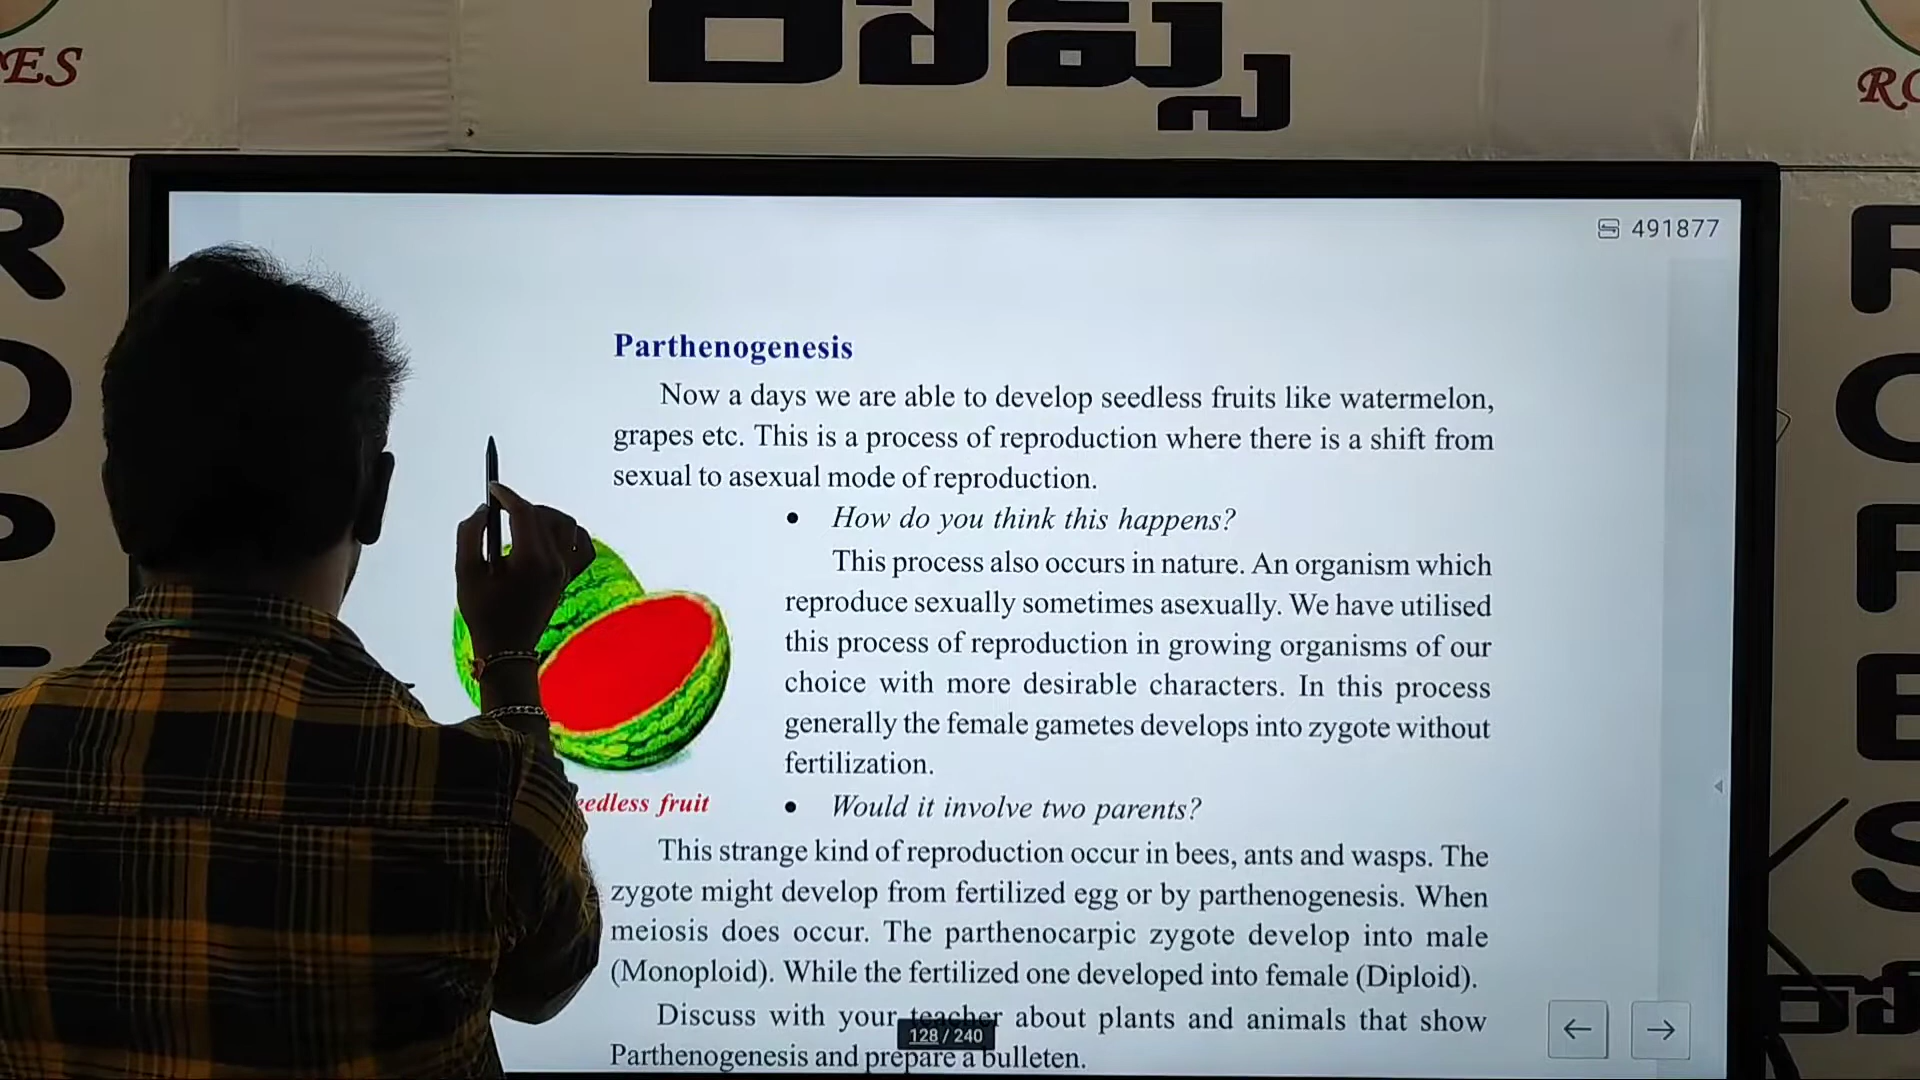 రోప్స్
ES
491877
Parthenogenesis
Now a days we are able to develop seedless fruits like watermelon,
grapes etc. This is a process of reproduction where there is a shift from
sexual to asexual mode of reproduction.
• How do you think this happens?
This process also occurs in nature. An organism which
reproduce sexually sometimes asexually. We have utilised
this process of reproduction in growing organisms of our
choice with more desirable characters. In this process
generally the female gametes develops into zygote without
fertilization.
eedless fruit
• Would it involve two parents?
This strange kind of reproduction occur in bees, ants and wasps. The
zygote might develop from fertilized egg or by parthenogenesis. When
meiosis does occur. The parthenocarpic zygote develop into male
(Monoploid). While the fertilized one developed into female (Diploid).
Discuss with your teacher about plants and animals that show
Parthenogenesis and prepare a bulleten.
128 / 240
R
O
P
E
R
O
P
E
S